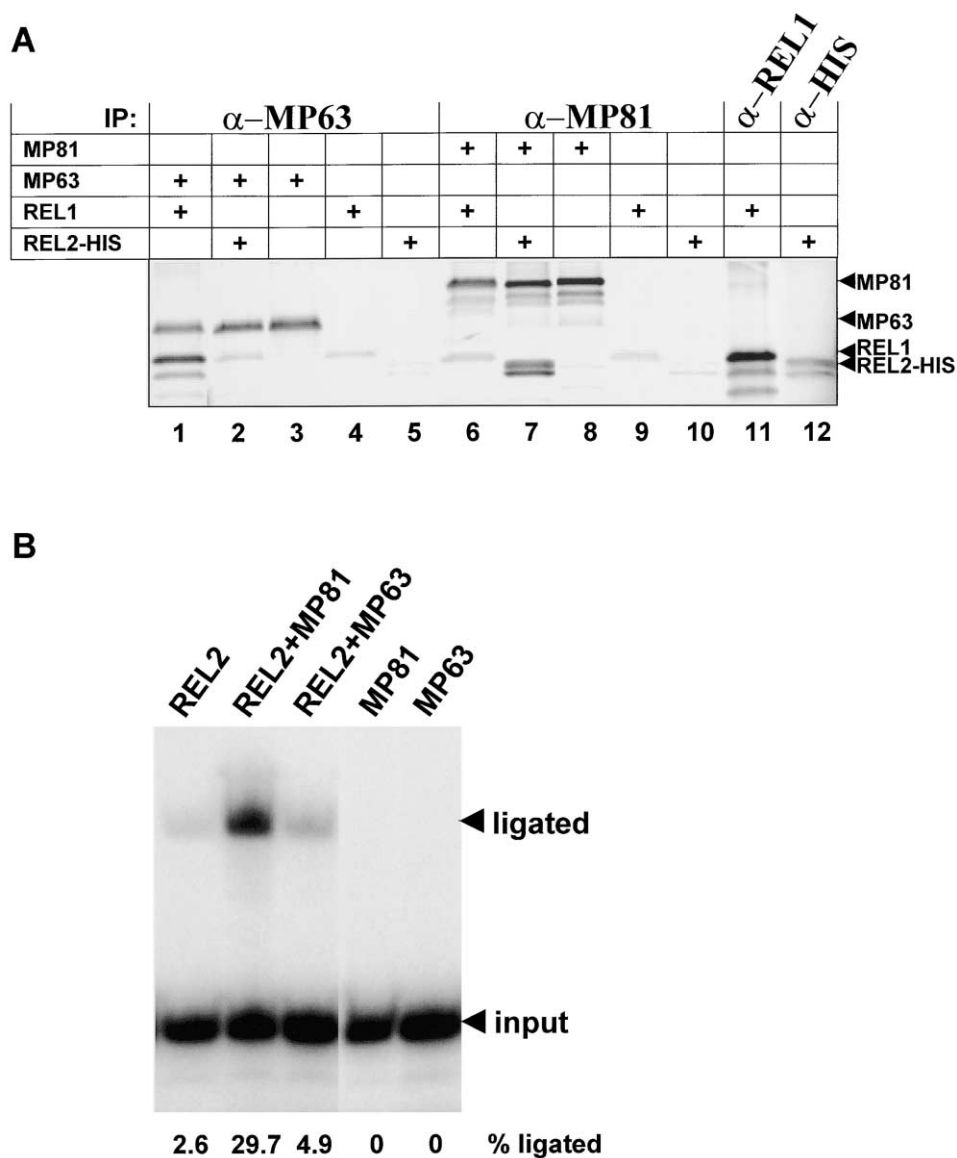 A
IP: α–MP63 α–MP81 α–REL1 α–HIS
MP81 + + +
MP63 + + +
REL1 + + + + +
REL2-HIS + + + + +
MP81
MP63
REL1
REL2-HIS
1 2 3 4 5 6 7 8 9 10 11 12
B
REL2 REL2+MP81 REL2+MP63 MP81 MP63
ligated
input
2.6 29.7 4.9 0 0 % ligated